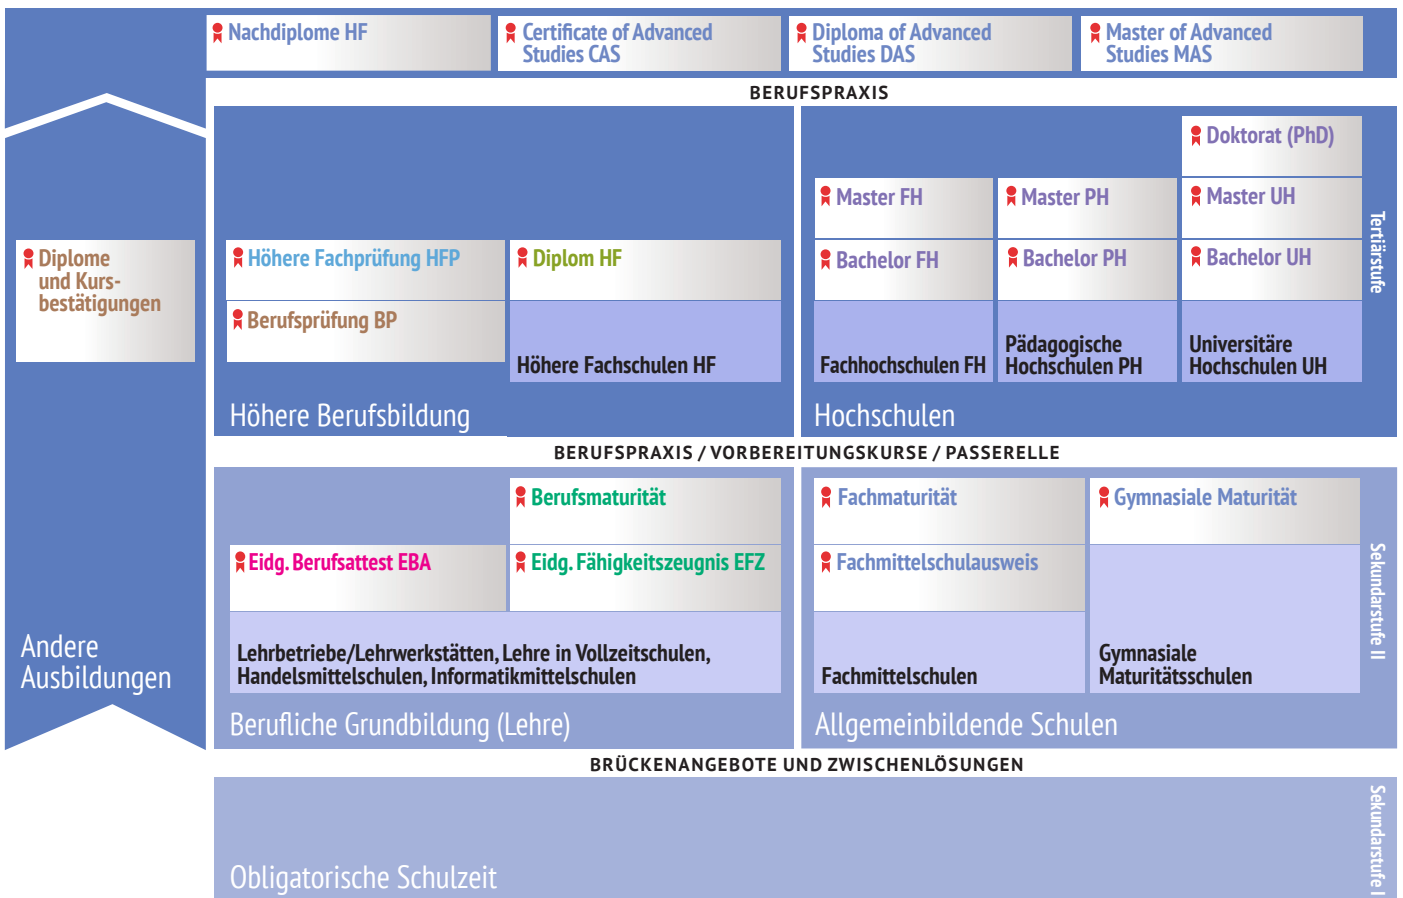 Nachdiplome HF
Certificate of Advanced
Studies CAS
Diploma of Advanced
Studies DAS
Master of Advanced
Studies MAS
BERUFSPRAXIS
Diplome
und Kurs-
bestätigungen
Andere
Ausbildungen
Höhere Fachprüfung HFP
Berufsprüfung BP
Diplom HF
Höhere Fachschulen HF
Höhere Berufsbildung
Doktorat (PhD)
Master FH
Master PH
Master UH
Bachelor FH
Bachelor PH
Bachelor UH
Fachhochschulen FH
Pädagogische
Hochschulen PH
Universitäre
Hochschulen UH
Hochschulen
Tertiärstufe
BERUFSPRAXIS / VORBEREITUNGSKURSE / PASSERELLE
Berufsmaturität
Eidg. Berufsattest EBA
Eidg. Fähigkeitszeugnis EFZ
Lehrbetriebe/Lehrwerkstätten, Lehre in Vollzeitschulen,
Handelsmittelschulen, Informatikmittelschulen
Berufliche Grundbildung (Lehre)
Fachmaturität
Gymnasiale Maturität
Fachmittelschulausweis
Fachmittelschulen
Gymnasiale
Maturitätsschulen
Allgemeinbildende Schulen
Sekundarstufe II
BRÜCKENANGEBOTE UND ZWISCHENLÖSUNGEN
Obligatorische Schulzeit
Sekundarstufe I